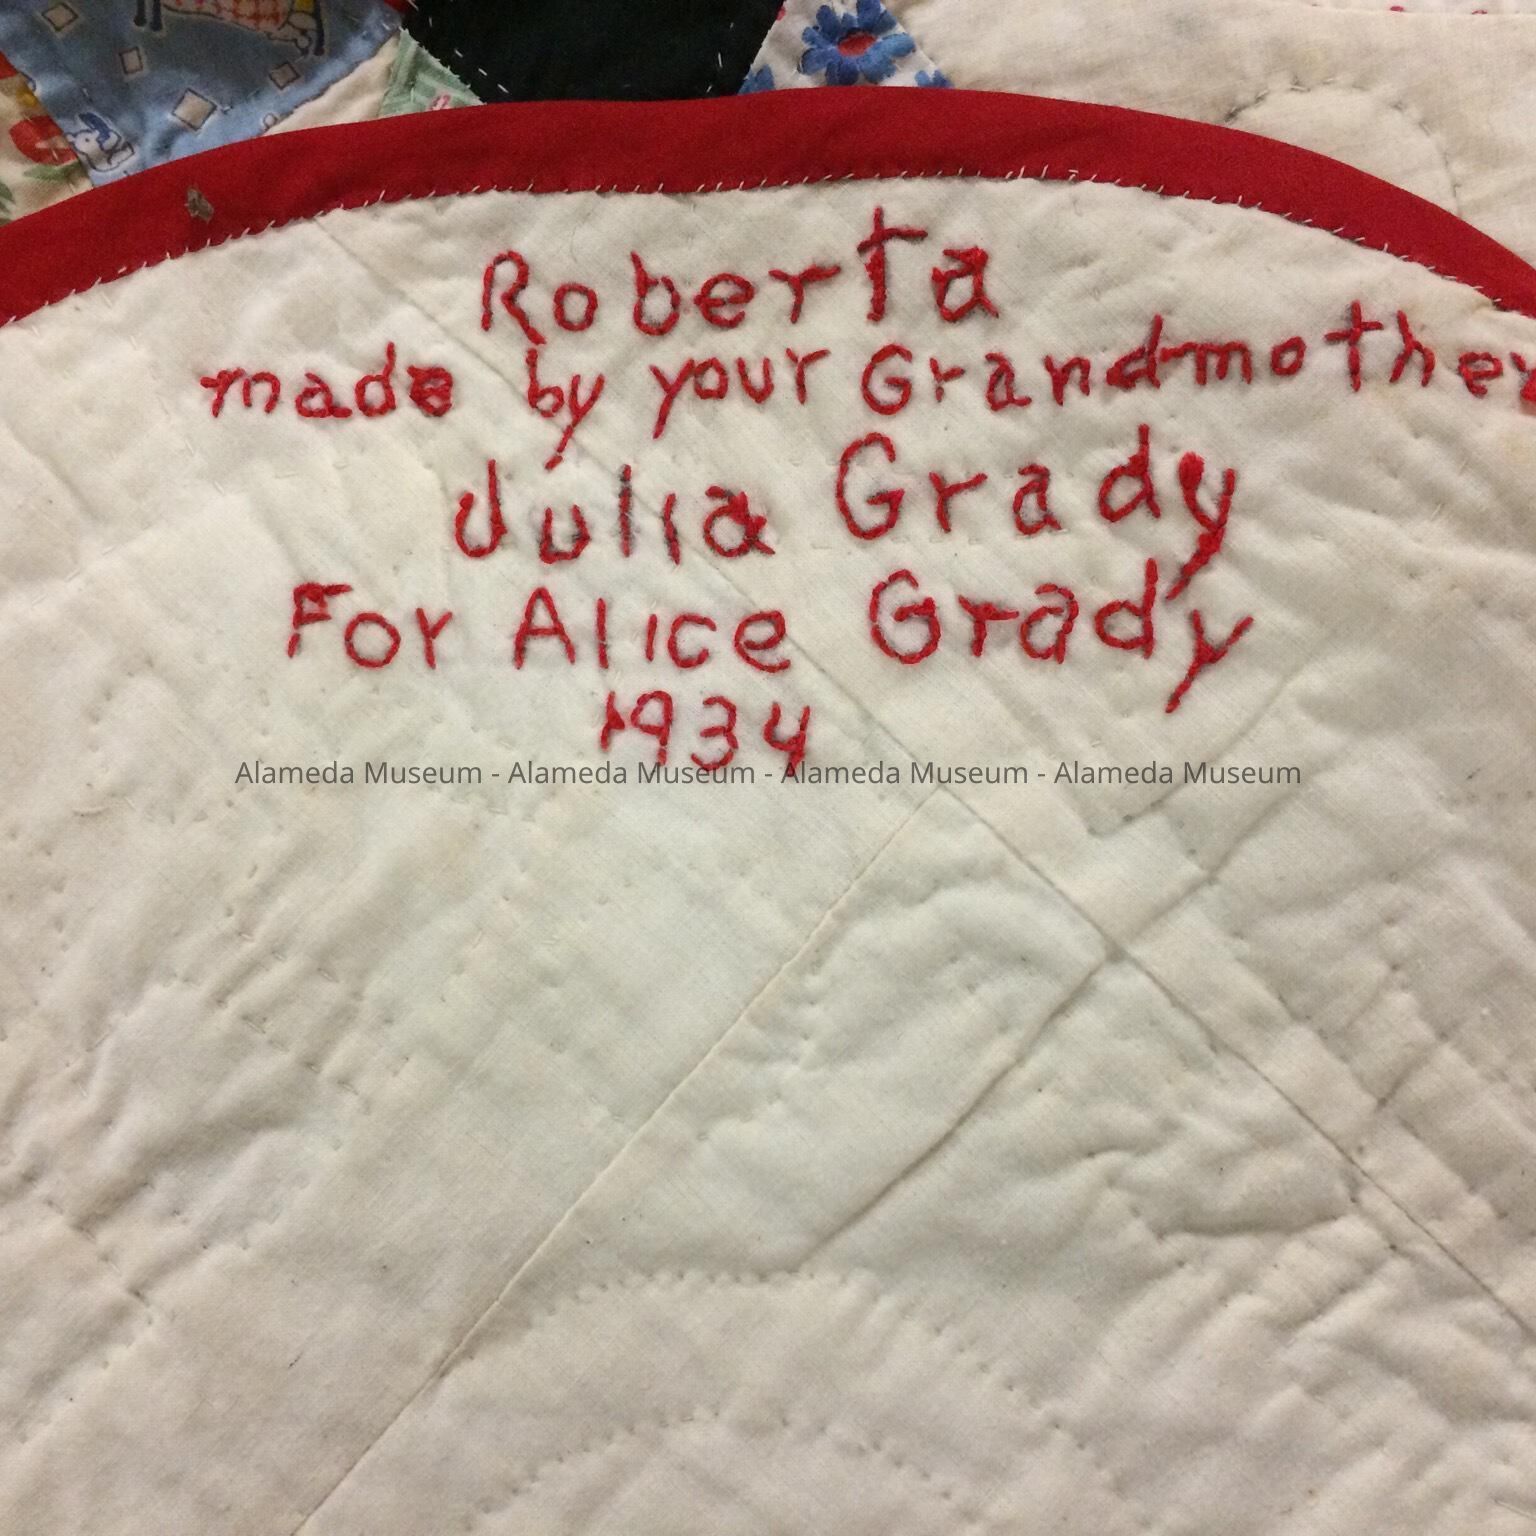 Roberta
made by your Grandmother
Julia Grady
For Alice Grady
1934
Alameda Museum - Alameda Museum - Alameda Museum - Alameda Museum